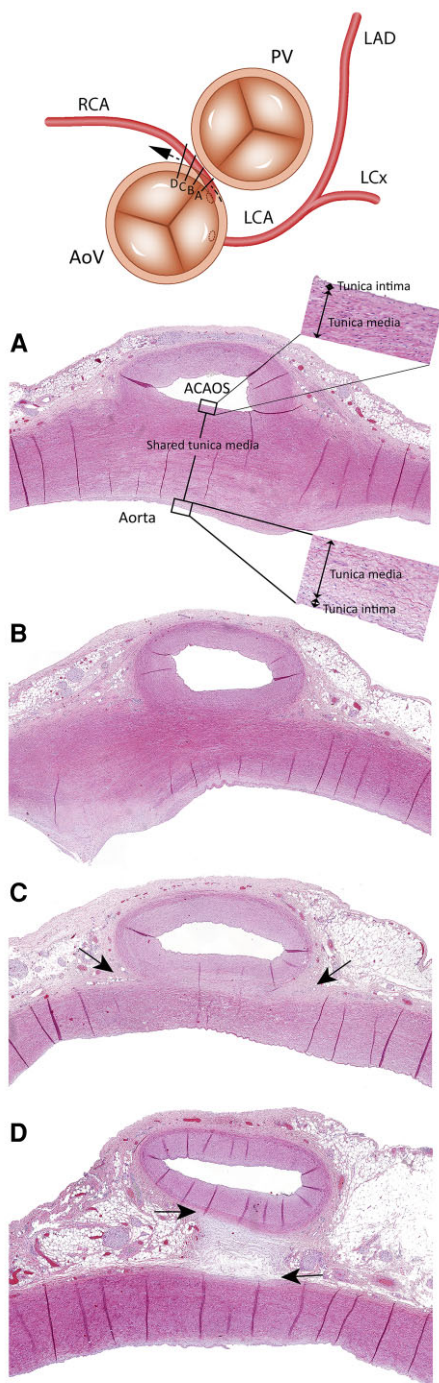 LAD
PV
RCA
D
C
B
A
LCx
LCA
AoV
Tunica intima
Tunica media
A
ACAOS
Shared tunica media
Aorta
Tunica media
Tunica intima
B
C
D